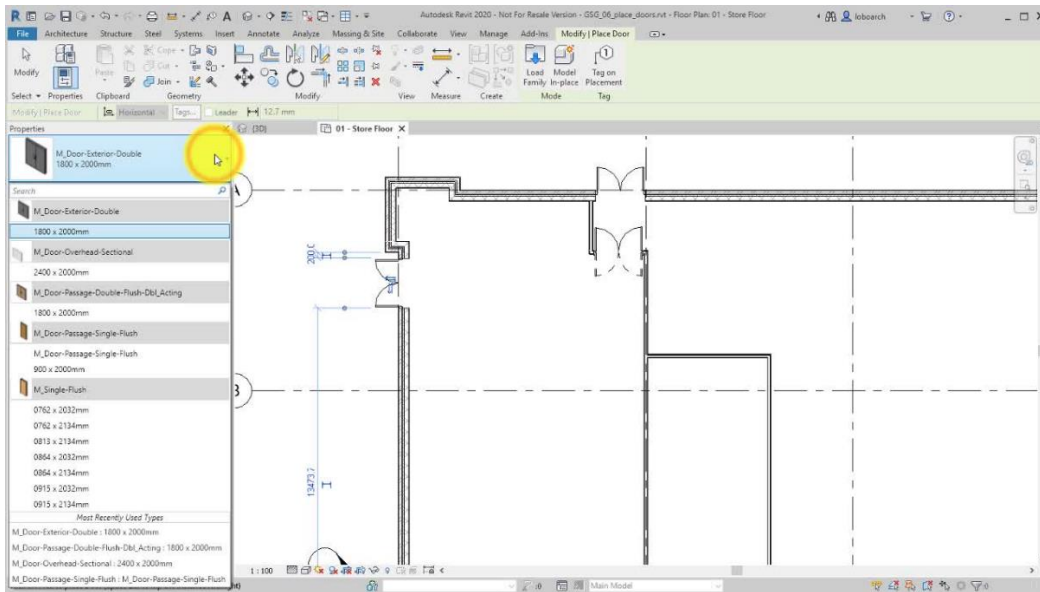 Autodesk Revit 2020 - Not For Resale Version - GSG_06_place_doors.rvt - Floor Plan: 01 - Store Floor
loboarch
File Architecture Structure Steel Systems Insert Annotate Analyze Massing & Site Collaborate View Manage Add-Ins Modify | Place Door
Modify
Paste
Cope
Cut
Join
Load Family
Model In-place
Tag on Placement
Select Properties Clipboard Geometry Modify View Measure Create Mode Tag
Modify | Place Door Horizontal Tags... Leader 12.7 mm
Properties
{3D}
01 - Store Floor
M_Door-Exterior-Double
1800 x 2000mm
Search
M_Door-Exterior-Double
1800 x 2000mm
M_Door-Overhead-Sectional
2400 x 2000mm
M_Door-Passage-Double-Flush-Dbl_Acting
1800 x 2000mm
M_Door-Passage-Single-Flush
M_Door-Passage-Single-Flush
900 x 2000mm
M_Single-Flush
0762 x 2032mm
0762 x 2134mm
0813 x 2134mm
0864 x 2032mm
0864 x 2134mm
0915 x 2032mm
0915 x 2134mm
Most Recently Used Types
M_Door-Exterior-Double : 1800 x 2000mm
M_Door-Passage-Double-Flush-Dbl_Acting : 1800 x 2000mm
M_Door-Overhead-Sectional : 2400 x 2000mm
M_Door-Passage-Single-Flush : M_Door-Passage-Single-Flush
A
B
200.0
1 : 100
:0
Main Model
:0